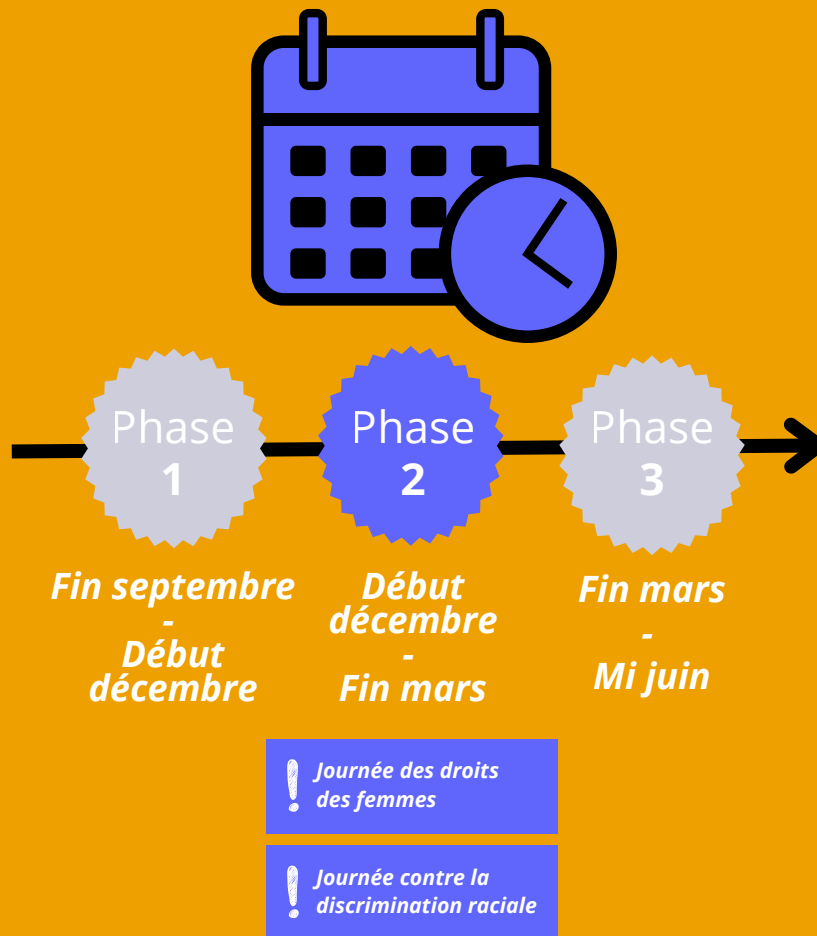 Phase
1
Phase
2
Phase
3
Fin septembre
-
Début
décembre
Début
décembre
-
Fin mars
Fin mars
-
Mi juin
! Journée des droits
des femmes
! Journée contre la
discrimination raciale